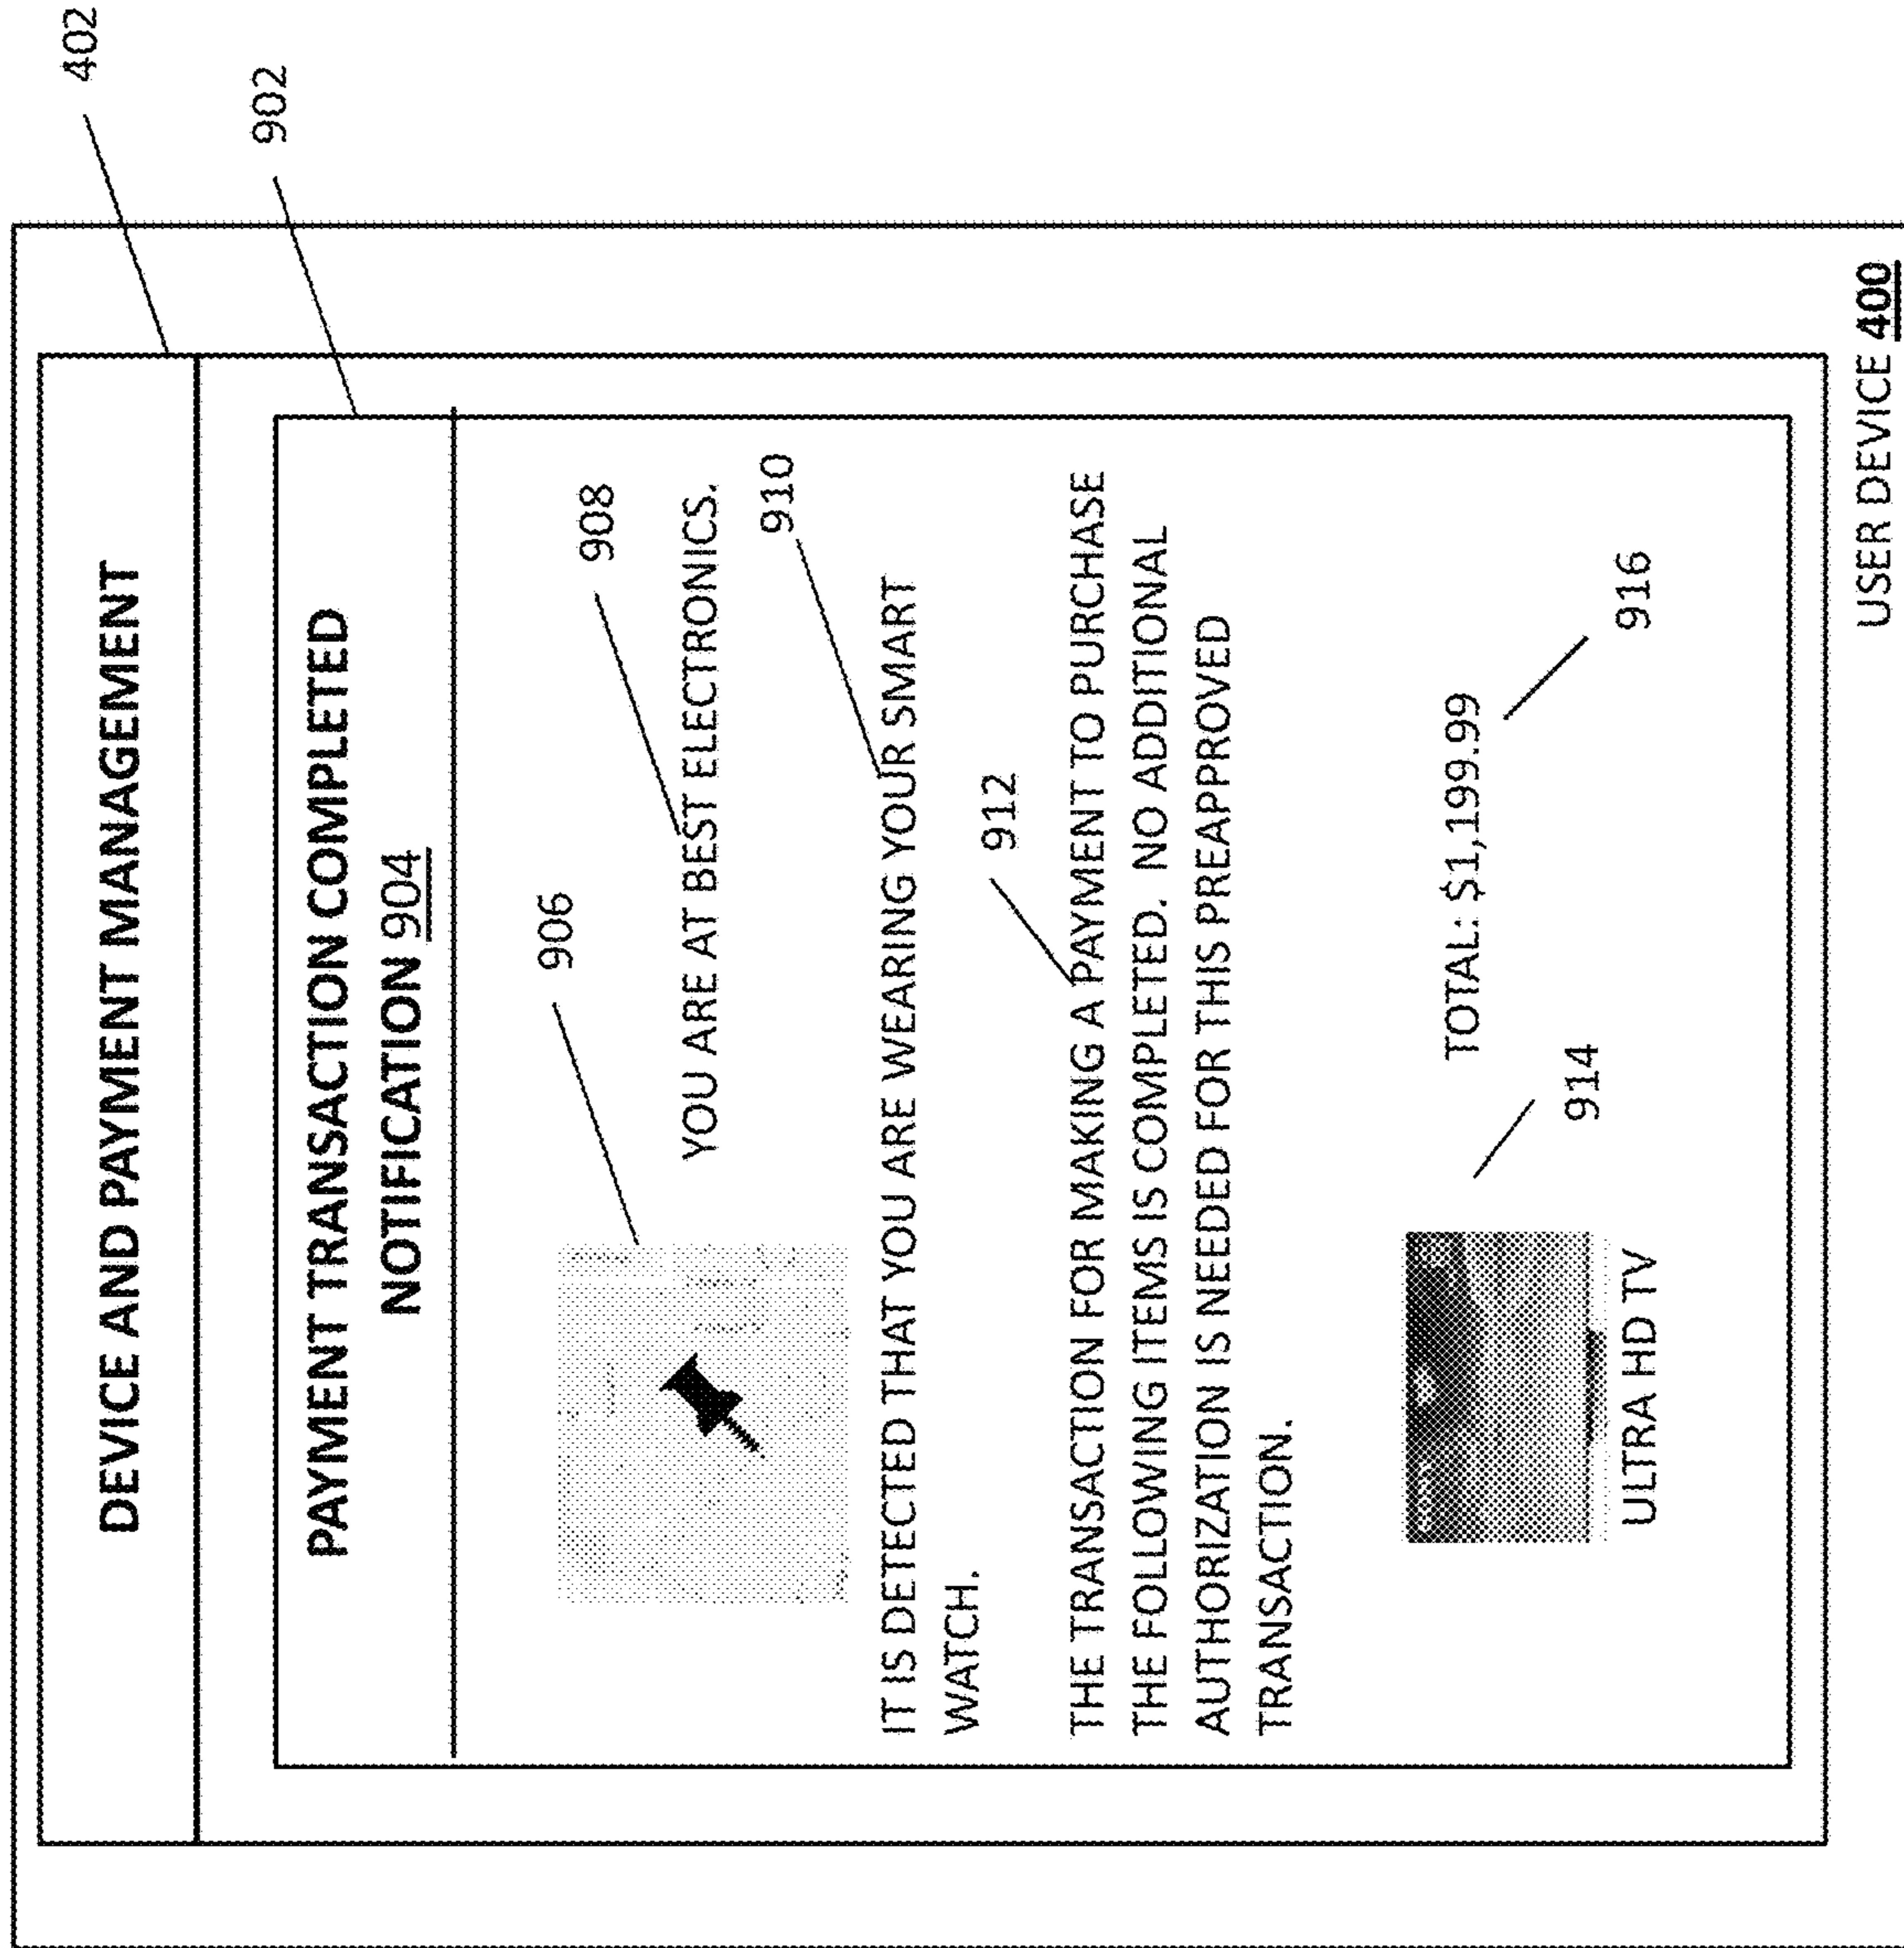 402
902
DEVICE AND PAYMENT MANAGEMENT
PAYMENT TRANSACTION COMPLETED
NOTIFICATION 904
906
908
YOU ARE AT BEST ELECTRONICS.
910
IT IS DETECTED THAT YOU ARE WEARING YOUR SMART
WATCH.
912
THE TRANSACTION FOR MAKING A PAYMENT TO PURCHASE
THE FOLLOWING ITEMS IS COMPLETED. NO ADDITIONAL
AUTHORIZATION IS NEEDED FOR THIS PREAPPROVED
TRANSACTION.
TOTAL: $1,199.99
914
916
ULTRA HD TV
USER DEVICE 400